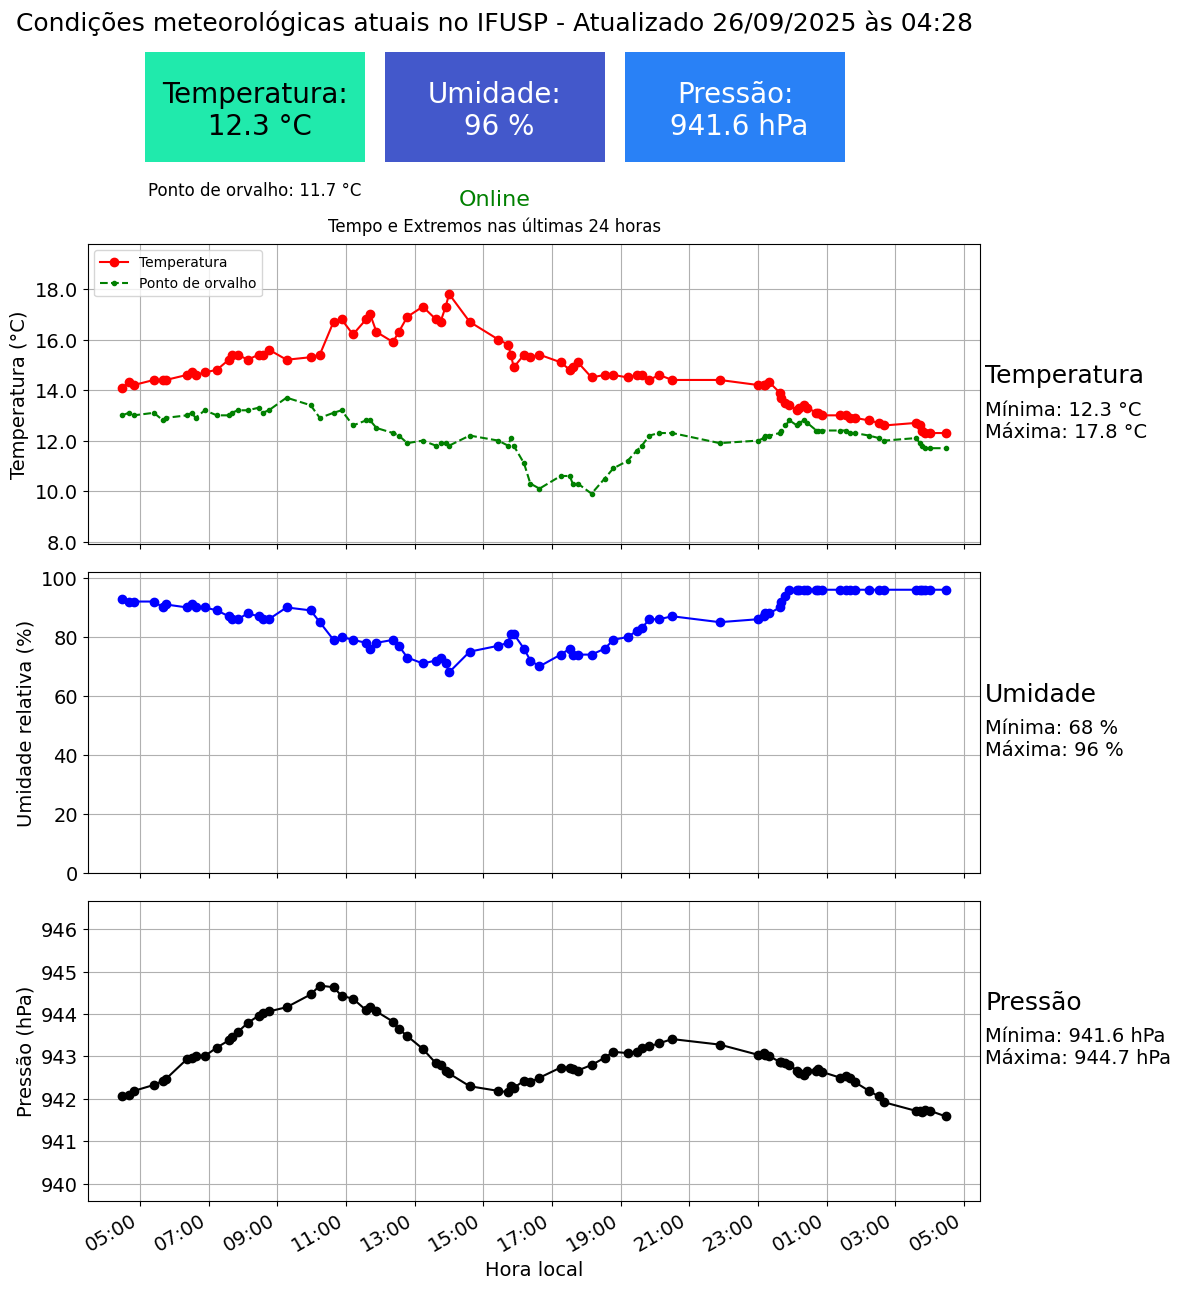 Condições meteorológicas atuais no IFUSP - Atualizado 26/09/2025 às 04:28
Temperatura:
12.3 °C
Umidade:
96 %
Pressão:
941.6 hPa
Ponto de orvalho: 11.7 °C
Online
Tempo e Extremos nas últimas 24 horas
Temperatura
Ponto de orvalho
Temperatura (°C)
18.0
16.0
14.0
12.0
10.0
8.0
Temperatura
Mínima: 12.3 °C
Máxima: 17.8 °C
Umidade relativa (%)
100
80
60
40
20
0
Umidade
Mínima: 68 %
Máxima: 96 %
Pressão (hPa)
946
945
944
943
942
941
940
Pressão
Mínima: 941.6 hPa
Máxima: 944.7 hPa
05:00
07:00
09:00
11:00
13:00
15:00
17:00
19:00
21:00
23:00
01:00
03:00
05:00
Hora local